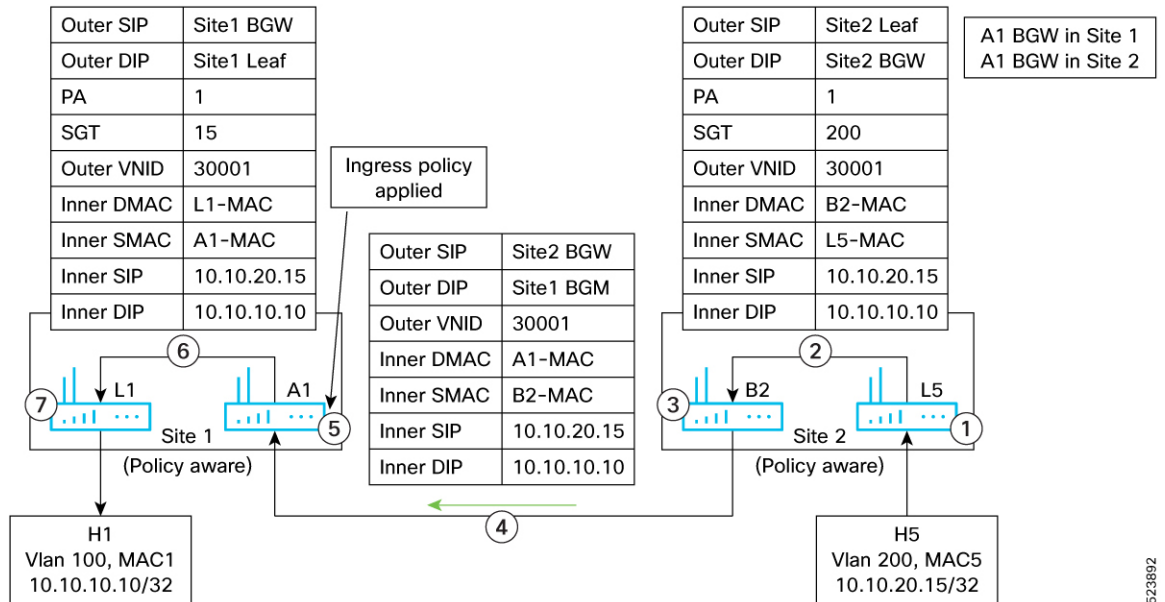 Outer SIP Site1 BGW
Outer DIP Site1 Leaf
PA 1
SGT 15
Outer VNID 30001
Inner DMAC L1-MAC
Inner SMAC A1-MAC
Inner SIP 10.10.20.15
Inner DIP 10.10.10.10
Ingress policy
applied
Outer SIP Site2 BGW
Outer DIP Site1 BGM
Outer VNID 30001
Inner DMAC A1-MAC
Inner SMAC B2-MAC
Inner SIP 10.10.20.15
Inner DIP 10.10.10.10
Outer SIP Site2 Leaf
Outer DIP Site2 BGW
PA 1
SGT 200
Outer VNID 30001
Inner DMAC B2-MAC
Inner SMAC L5-MAC
Inner SIP 10.10.20.15
Inner DIP 10.10.10.10
A1 BGW in Site 1
A1 BGW in Site 2
6
7
L1
A1
5
Site 1
(Policy aware)
2
3
B2
L5
1
Site 2
(Policy aware)
4
H1
Vlan 100, MAC1
10.10.10.10/32
H5
Vlan 200, MAC5
10.10.20.15/32
523892